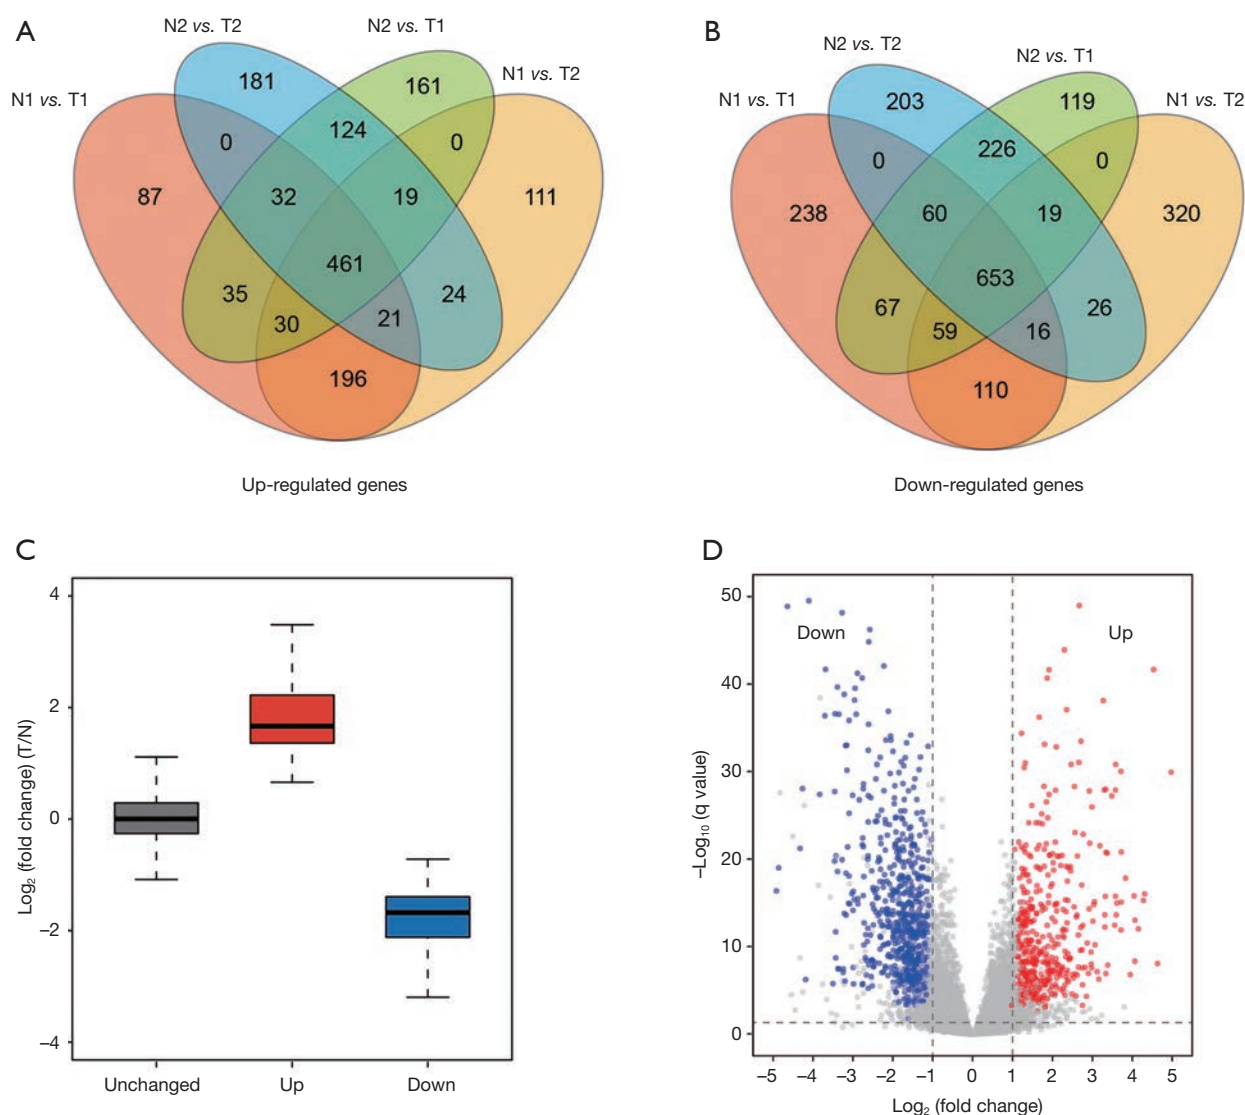 A
N2 vs. T2
N2 vs. T1
N1 vs. T1
N1 vs. T2
181
161
124
0
0
87
32
19
111
461
35
24
30
21
196
Up-regulated genes
B
N2 vs. T2
N2 vs. T1
N1 vs. T1
N1 vs. T2
203
119
226
0
0
238
60
19
320
653
67
26
59
16
110
Down-regulated genes
C
Log2 (fold change) (T/N)
4
2
0
–2
–4
Unchanged Up Down
D
–Log10 (q value)
50
40
30
20
10
0
Down Up
–5 –4 –3 –2 –1 0 1 2 3 4 5
Log2 (fold change)